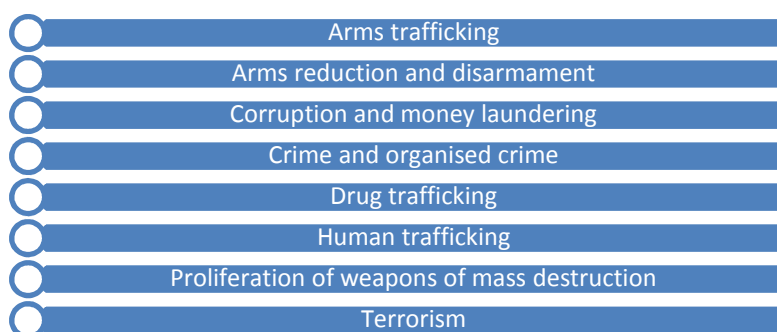 Arms trafficking
Arms reduction and disarmament
Corruption and money laundering
Crime and organised crime
Drug trafficking
Human trafficking
Proliferation of weapons of mass destruction
Terrorism